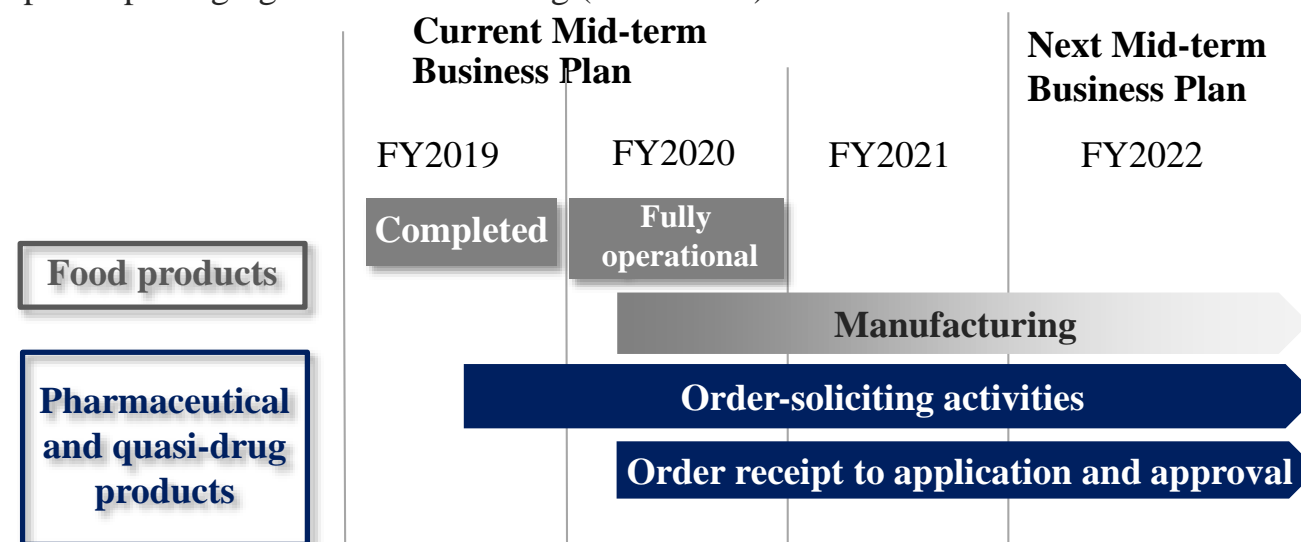 Current Mid-term
Business Plan
Next Mid-term
Business Plan
FY2019
FY2020
FY2021
FY2022
Completed
Fully
operational
Food products
Manufacturing
Pharmaceutical
and quasi-drug
products
Order-soliciting activities
Order receipt to application and approval